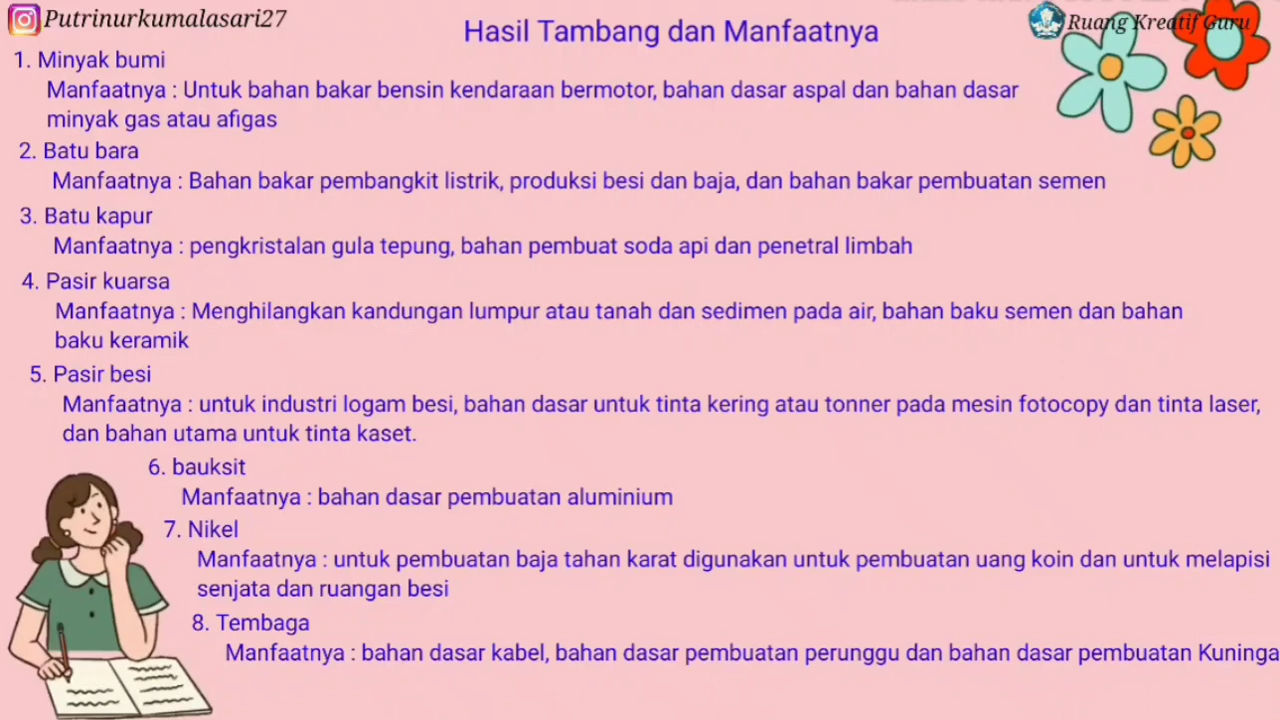 Putrinurkumalasari27
Hasil Tambang dan Manfaatnya
Ruang Kreatif Guru
1. Minyak bumi
Manfaatnya : Untuk bahan bakar bensin kendaraan bermotor, bahan dasar aspal dan bahan dasar
minyak gas atau afigas
2. Batu bara
Manfaatnya : Bahan bakar pembangkit listrik, produksi besi dan baja, dan bahan bakar pembuatan semen
3. Batu kapur
Manfaatnya : pengkristalan gula tepung, bahan pembuat soda api dan penetral limbah
4. Pasir kuarsa
Manfaatnya : Menghilangkan kandungan lumpur atau tanah dan sedimen pada air, bahan baku semen dan bahan
baku keramik
5. Pasir besi
Manfaatnya : untuk industri logam besi, bahan dasar untuk tinta kering atau tonner pada mesin fotocopy dan tinta laser,
dan bahan utama untuk tinta kaset.
6. bauksit
Manfaatnya : bahan dasar pembuatan aluminium
7. Nikel
Manfaatnya : untuk pembuatan baja tahan karat digunakan untuk pembuatan uang koin dan untuk melapisi
senjata dan ruangan besi
8. Tembaga
Manfaatnya : bahan dasar kabel, bahan dasar pembuatan perunggu dan bahan dasar pembuatan Kuninga